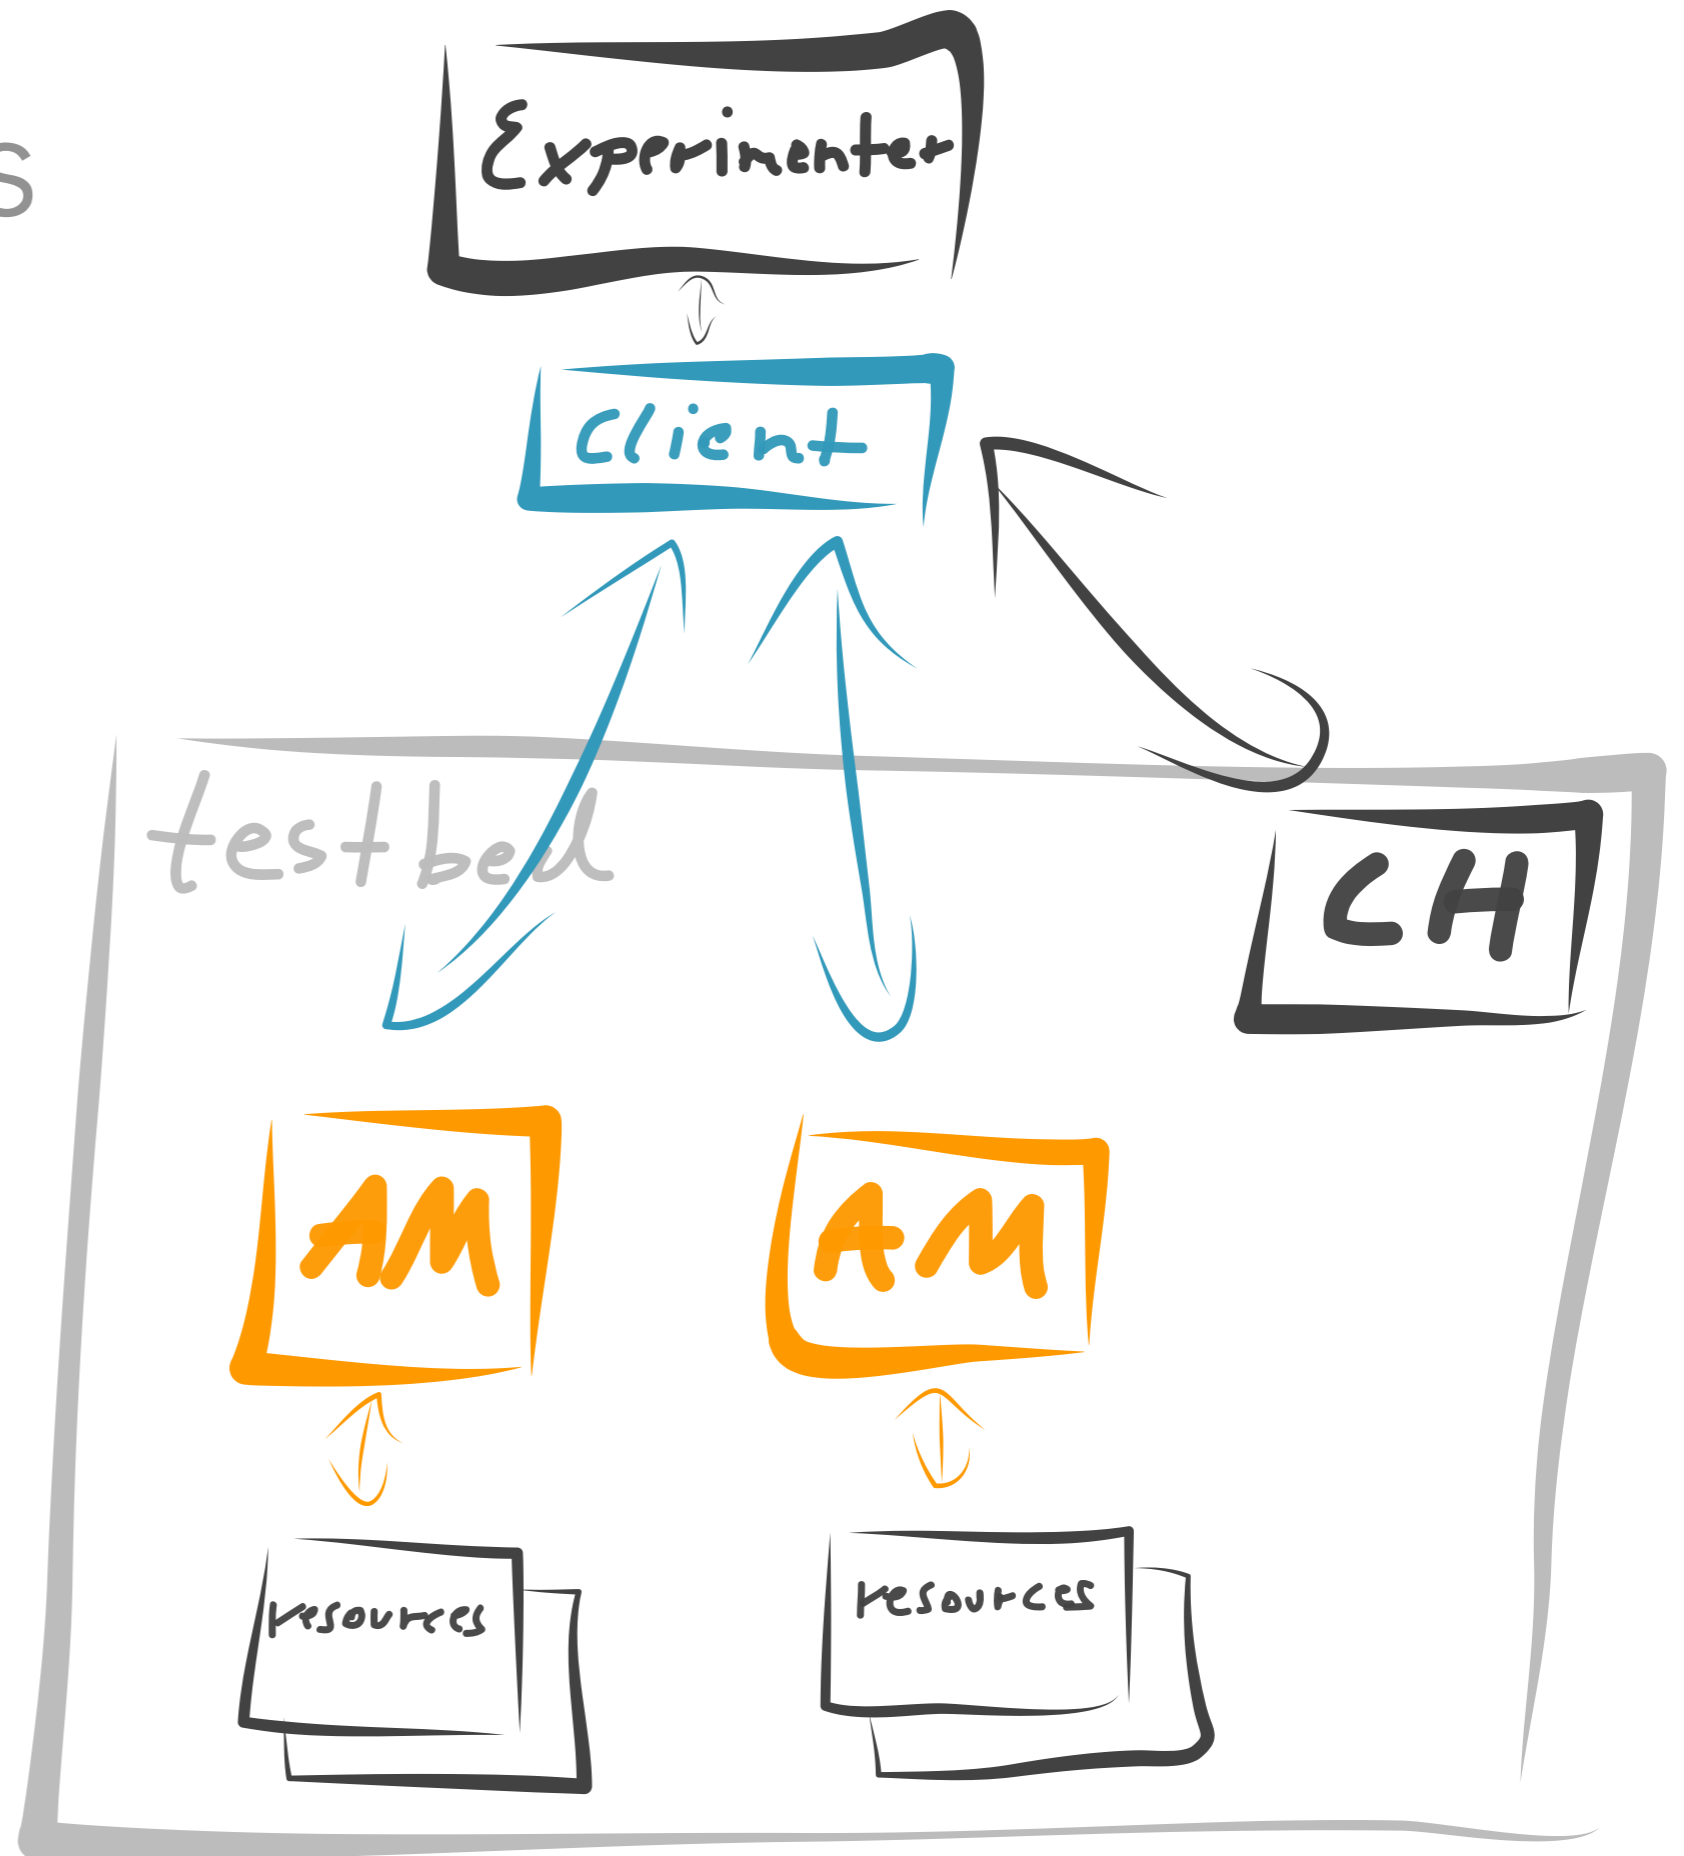 s
Experimenter
Client
testbed
CH
AM
AM
resources
resources